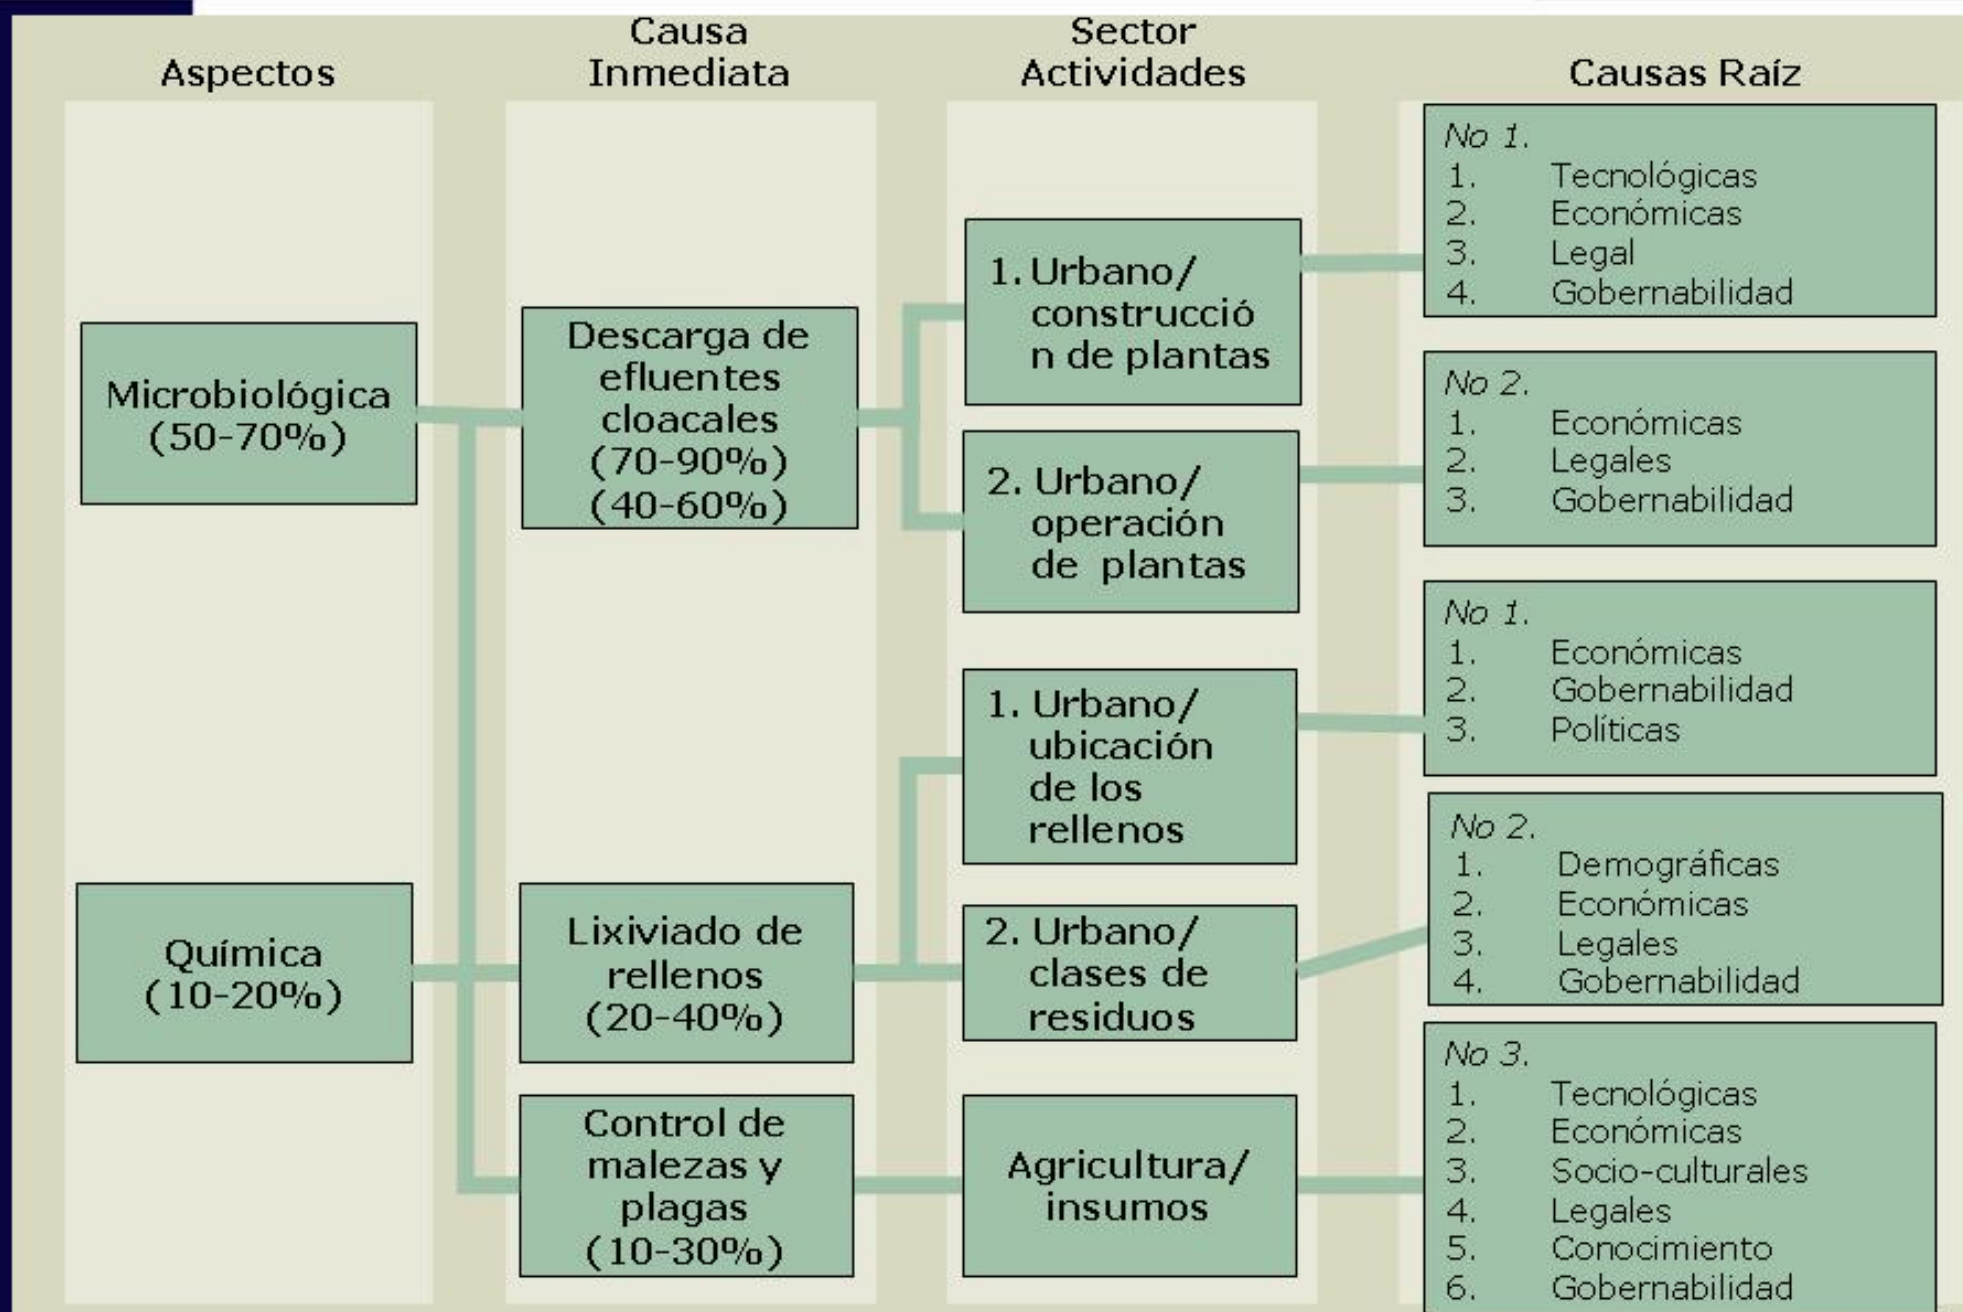 Aspectos
Causa
Inmediata
Sector
Actividades
Causas Raíz
Microbiológica
(50-70%)
Química
(10-20%)
Descarga de
efluentes
cloacales
(70-90%)
(40-60%)
Lixiviado de
rellenos
(20-40%)
Control de
malezas y
plagas
(10-30%)
1. Urbano/
construcció
n de plantas
2. Urbano/
operación
de plantas
1. Urbano/
ubicación
de los
rellenos
2. Urbano/
clases de
residuos
Agricultura/
insumos
No 1.
1. Tecnológicas
2. Económicas
3. Legal
4. Gobernabilidad
No 2.
1. Económicas
2. Legales
3. Gobernabilidad
No 1.
1. Económicas
2. Gobernabilidad
3. Políticas
No 2.
1. Demográficas
2. Económicas
3. Legales
4. Gobernabilidad
No 3.
1. Tecnológicas
2. Económicas
3. Socio-culturales
4. Legales
5. Conocimiento
6. Gobernabilidad